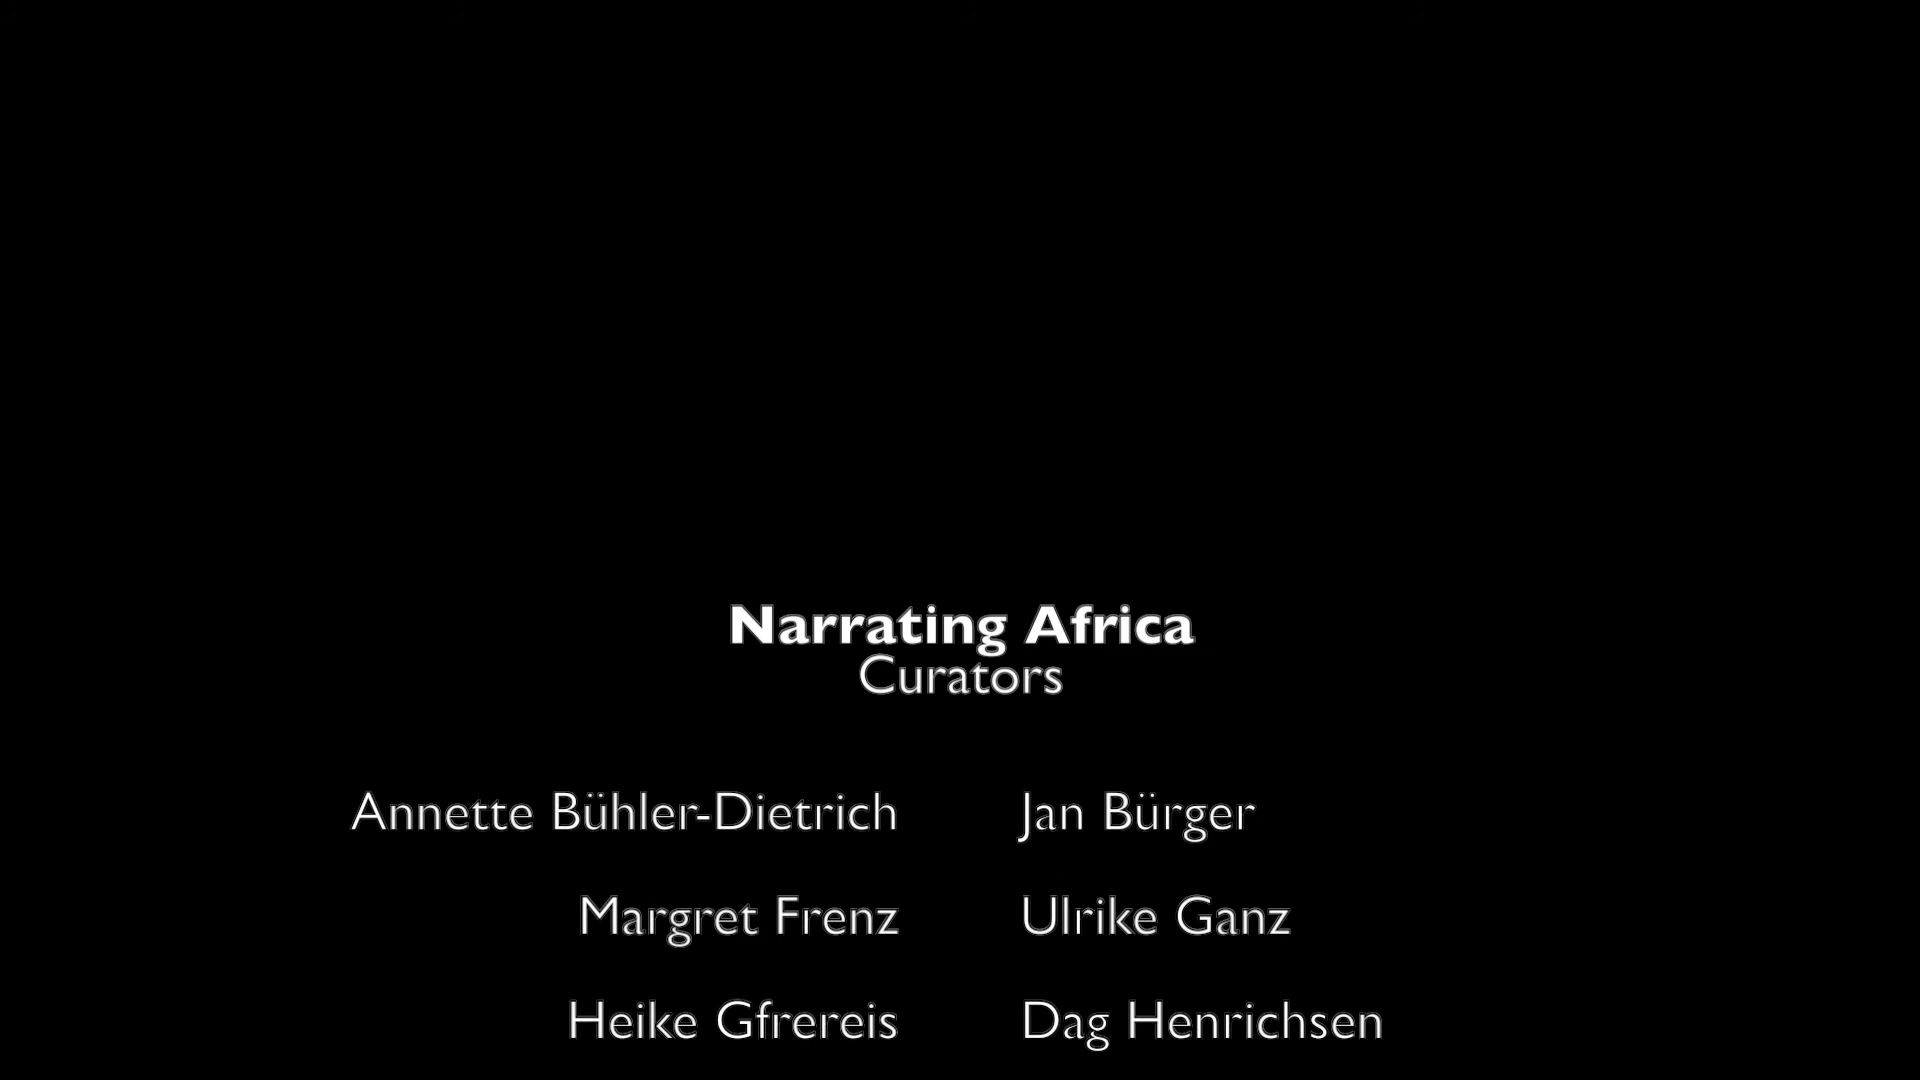 Narrating Africa
Curators
Annette Bühler-Dietrich Jan Bürger
Margret Frenz Ulrike Ganz
Heike Gfrereis Dag Henrichsen